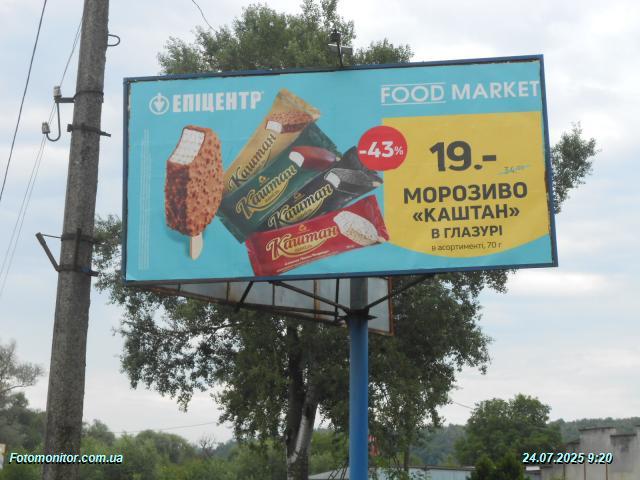 ЕПІЦЕНТР
FOOD MARKET
-43%
19.-
МОРОЗИВО
«КАШТАН»
В ГЛАЗУРІ
в асортименті, 70 г
Каштан
Каштан
Каштан
Каштан
Fotomonitor.com.ua
24.07.2025 9:20